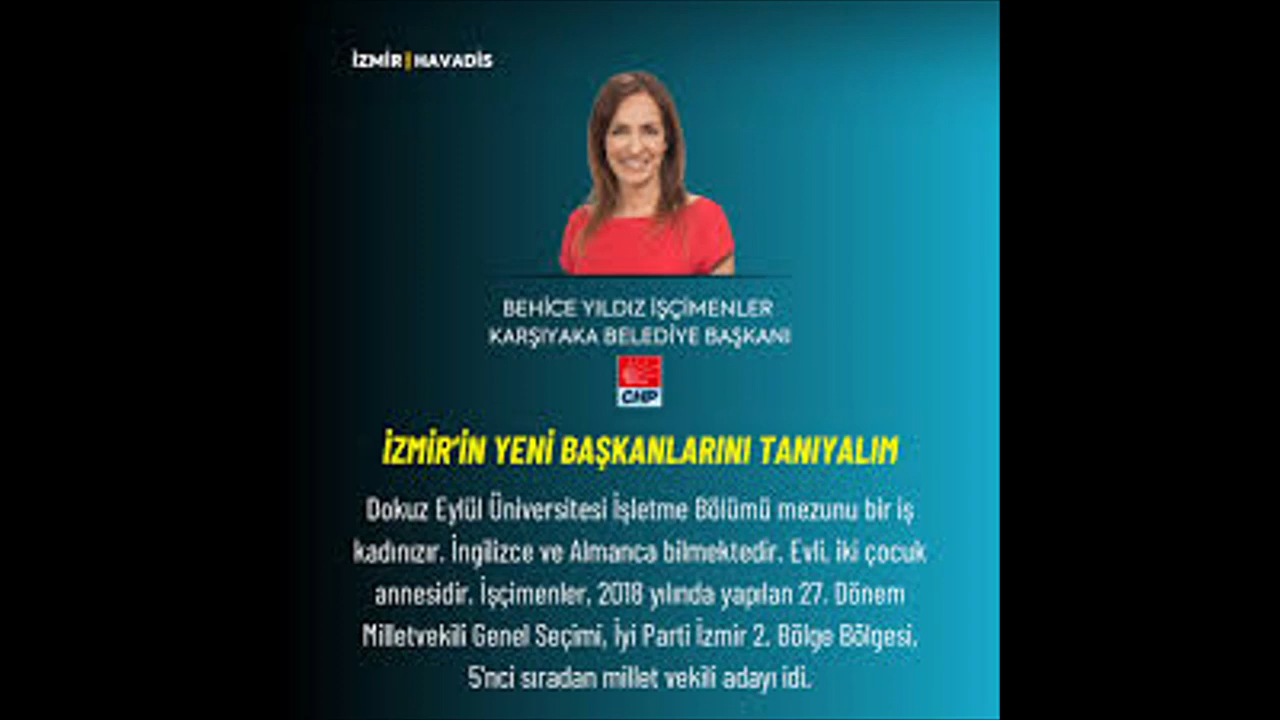 İZMİR|HAVADİS
BEHİCE YILDIZ İŞÇİMENLER
KARŞIYAKA BELEDİYE BAŞKANI
CHP
İZMİR'İN YENİ BAŞKANLARINI TANIYALIM
Dokuz Eylül Üniversitesi İşletme Bölümü mezunu bir iş
kadınızır. İngilizce ve Almanca bilmektedir. Evli, iki çocuk
annesidir. İşçimenler, 2018 yılında yapılan 27. Dönem
Milletvekili Genel Seçimi, İyi Parti İzmir 2. Bölge Bölgesi,
5'nci sıradan millet vekili adayı idi.